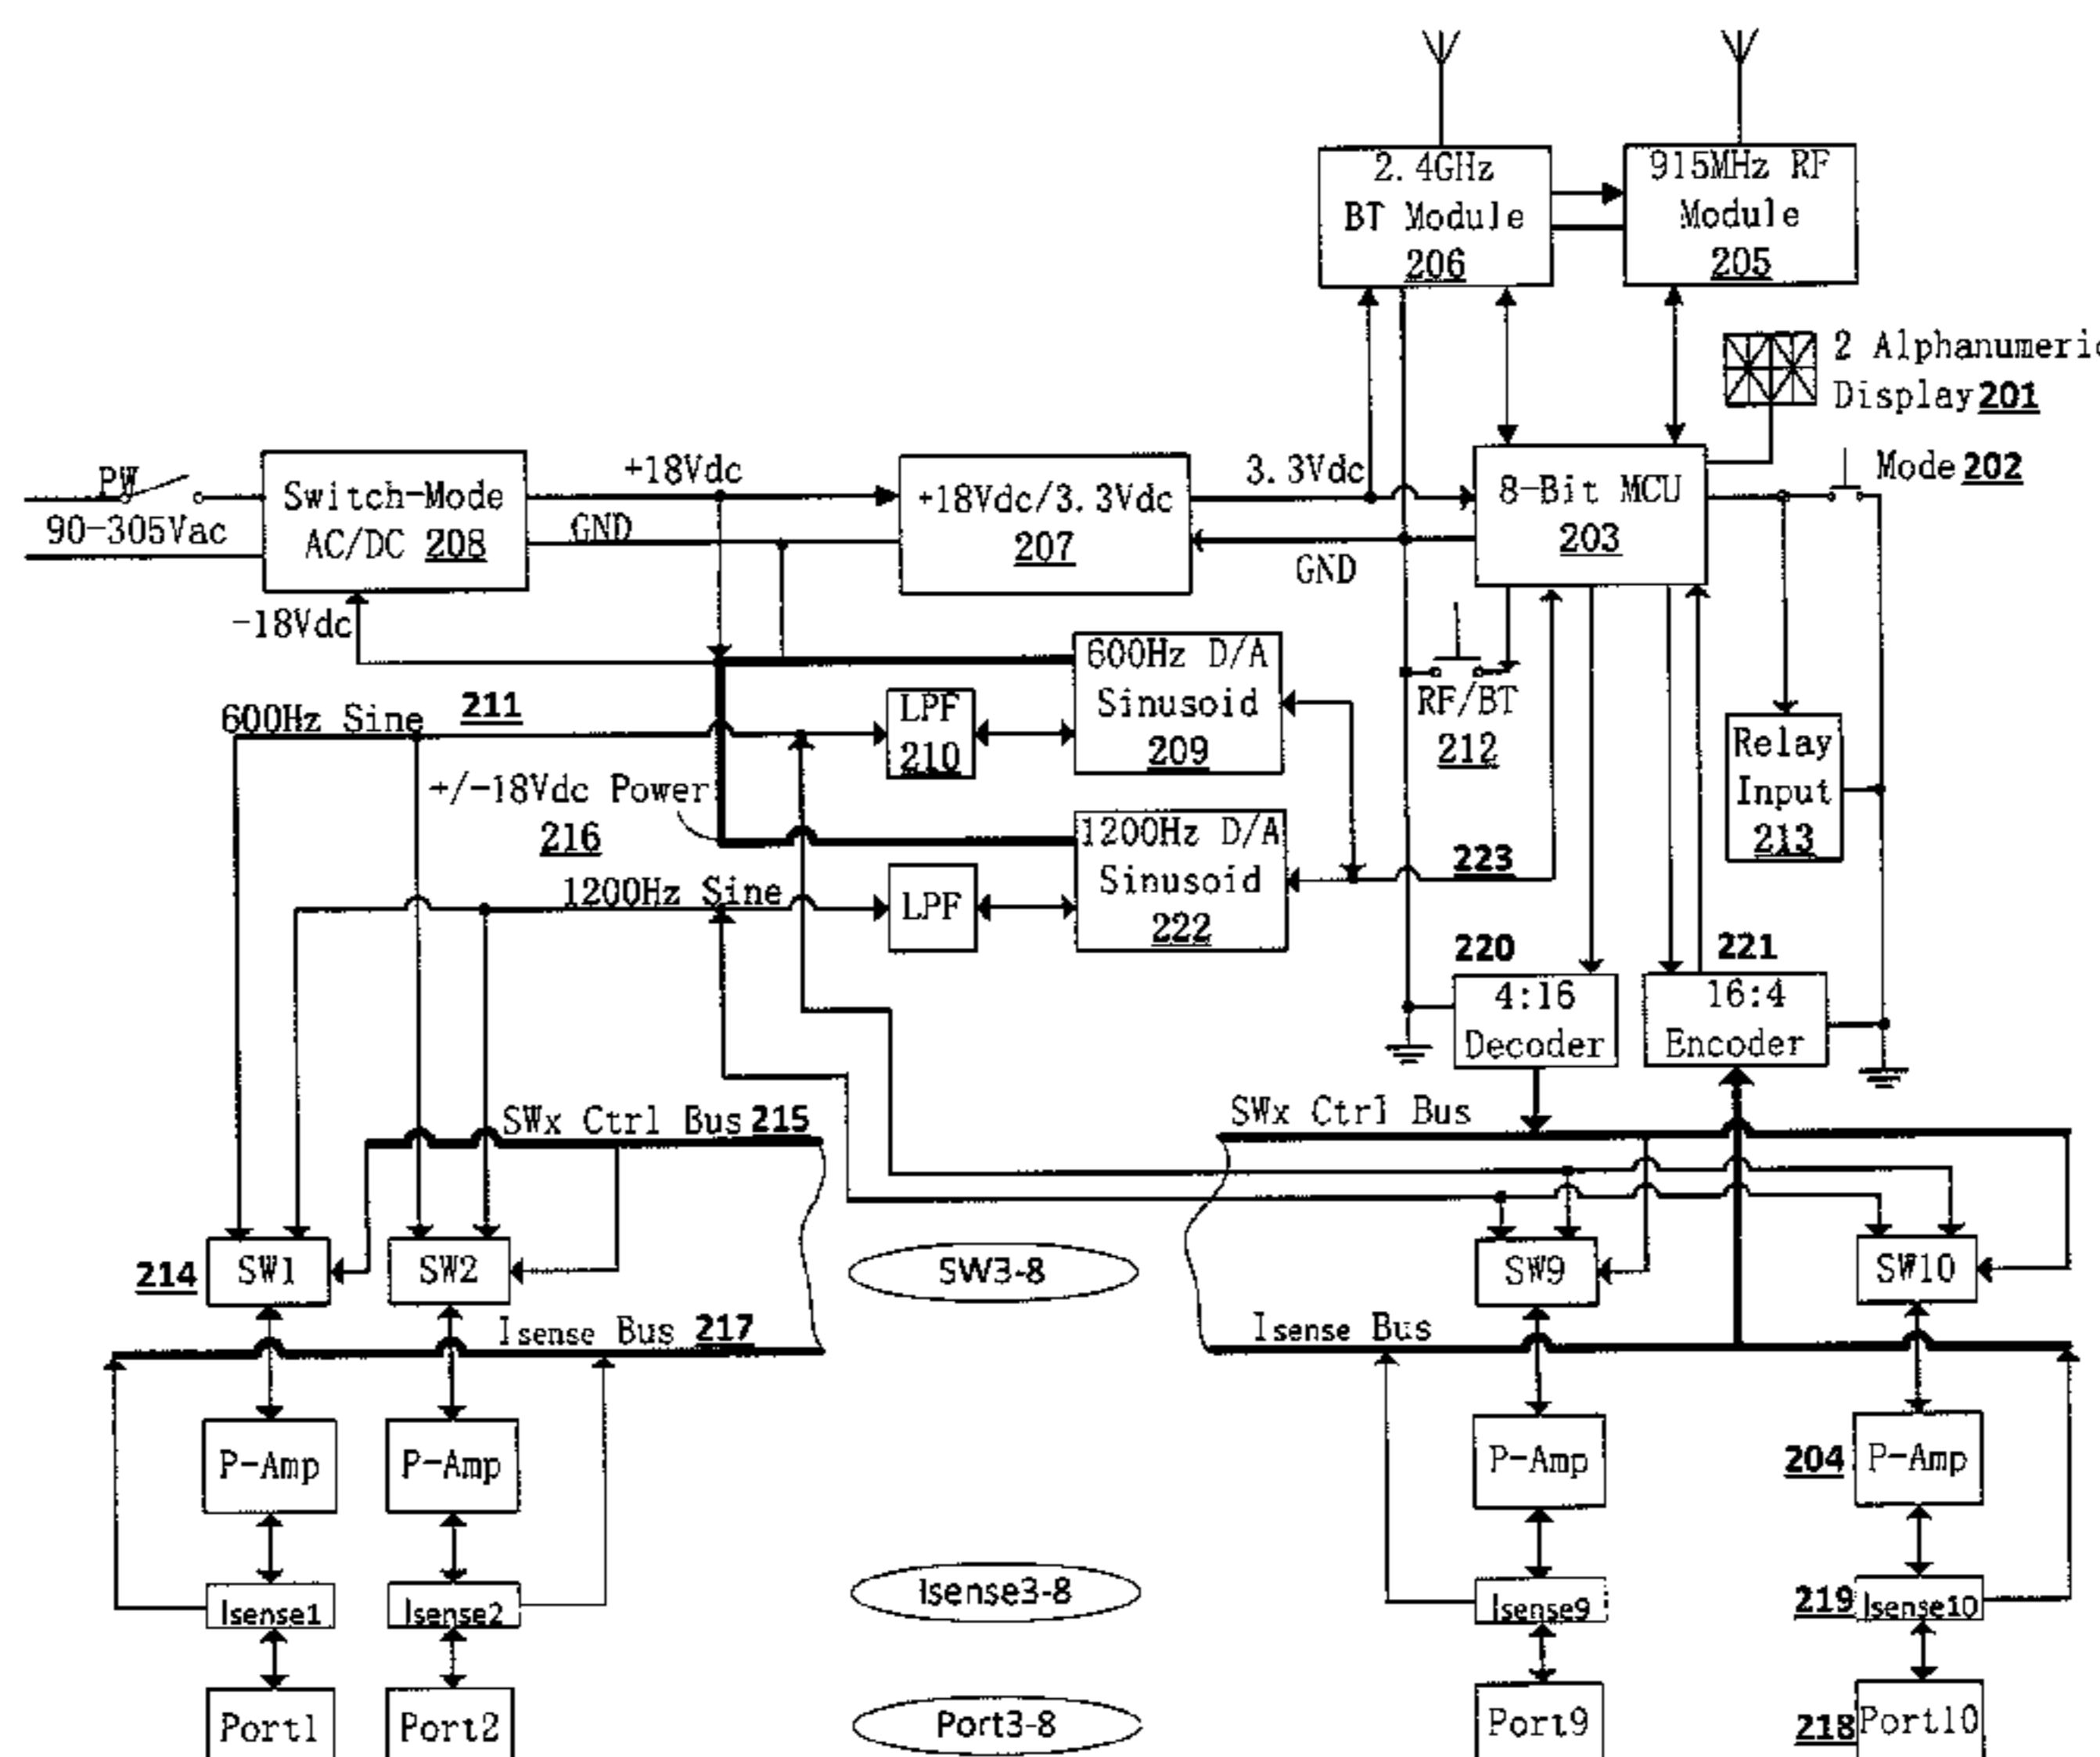 2.4GHz
BT Module
206
915MHz RF
Module
205
2 Alphanumeric
Display 201
PW
90-305Vac
Switch-Mode
AC/DC 208
+18Vdc
GND
-18Vdc
+18Vdc/3.3Vdc
207
3.3Vdc
GND
8-Bit MCU
203
Mode 202
600Hz Sine 211
LPF
210
600Hz D/A
Sinusoid
209
RF/BT
212
Relay
Input
213
+/-18Vdc Power
216
1200Hz Sine
LPF
1200Hz D/A
Sinusoid
222
223
220
4:16
Decoder
221
16:4
Encoder
SWx Ctrl Bus 215
SWx Ctrl Bus
214
SW1
SW2
SW3-8
SW9
SW10
Isense Bus 217
Isense Bus
P-Amp
P-Amp
P-Amp
204
P-Amp
Isense1
Isense2
Isense3-8
Isense9
219
Isense10
Port1
Port2
Port3-8
Port9
218
Port10